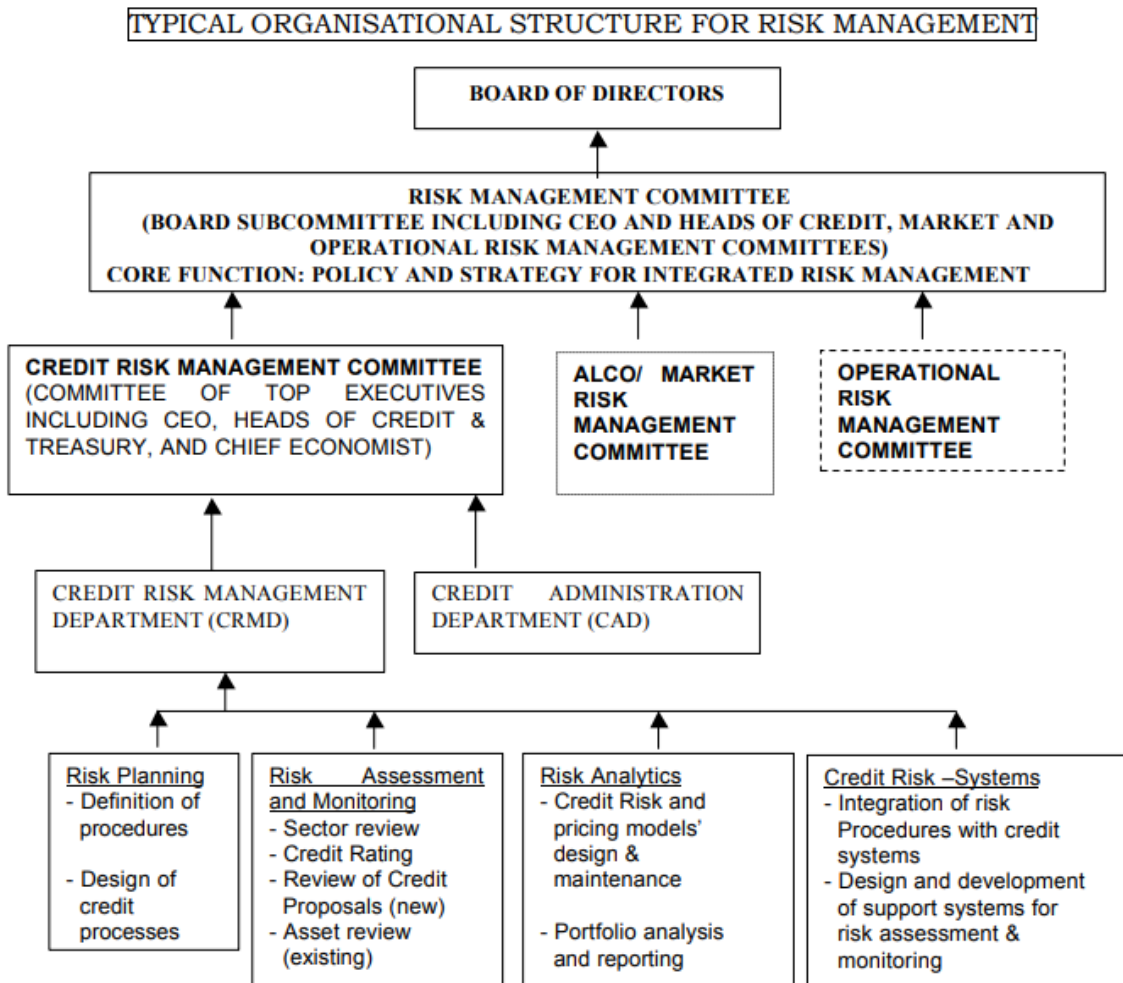 TYPICAL ORGANISATIONAL STRUCTURE FOR RISK MANAGEMENT
BOARD OF DIRECTORS
RISK MANAGEMENT COMMITTEE
(BOARD SUBCOMMITTEE INCLUDING CEO AND HEADS OF CREDIT, MARKET AND
OPERATIONAL RISK MANAGEMENT COMMITTEES)
CORE FUNCTION: POLICY AND STRATEGY FOR INTEGRATED RISK MANAGEMENT
CREDIT RISK MANAGEMENT COMMITTEE
(COMMITTEE OF TOP EXECUTIVES
INCLUDING CEO, HEADS OF CREDIT &
TREASURY, AND CHIEF ECONOMIST)
ALCO/ MARKET
RISK
MANAGEMENT
COMMITTEE
OPERATIONAL
RISK
MANAGEMENT
COMMITTEE
CREDIT RISK MANAGEMENT
DEPARTMENT (CRMD)
CREDIT ADMINISTRATION
DEPARTMENT (CAD)
Risk Planning
- Definition of
procedures
- Design of
credit
processes
Risk Assessment
and Monitoring
- Sector review
- Credit Rating
- Review of Credit
Proposals (new)
- Asset review
(existing)
Risk Analytics
- Credit Risk and
pricing models’
design &
maintenance
- Portfolio analysis
and reporting
Credit Risk –Systems
- Integration of risk
Procedures with credit
systems
- Design and development
of support systems for
risk assessment &
monitoring